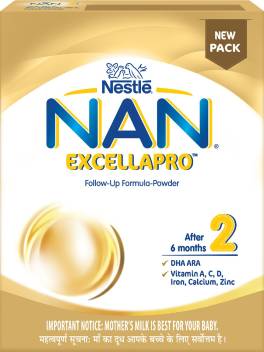 NEW
PACK
Nestlé
NAN
EXCELLAPRO™
Follow-Up Formula-Powder
After
6 months
2
DHA ARA
Vitamin A, C, D,
Iron, Calcium, Zinc
IMPORTANT NOTICE: MOTHER'S MILK IS BEST FOR YOUR BABY.
महत्वपूर्ण सूचना: माँ का दूध आपके बच्चे के लिए सर्वोत्तम है।